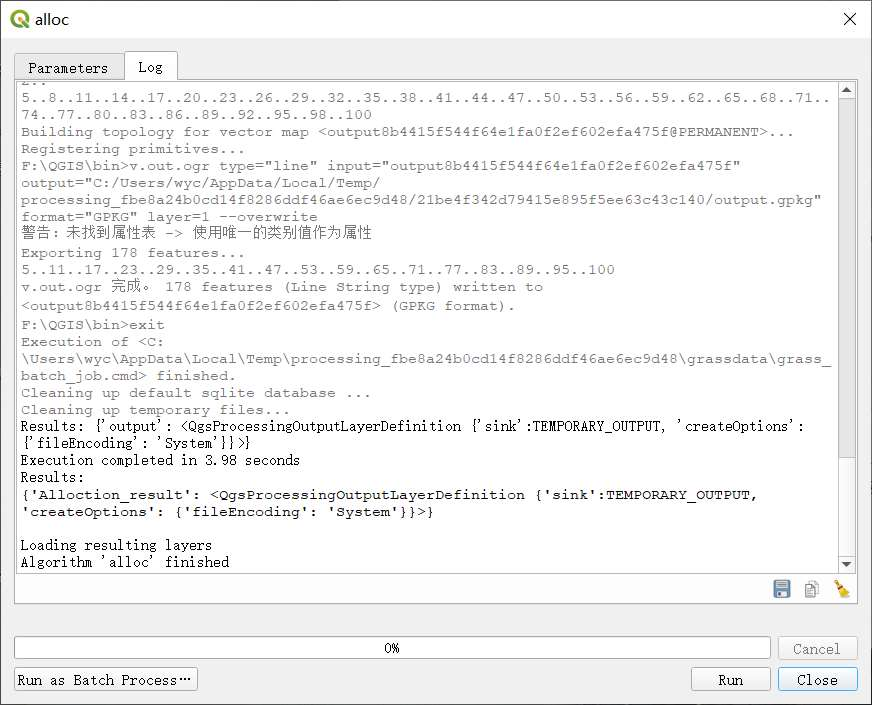 alloc
Parameters
Log
5..8..11..14..17..20..23..26..29..32..35..38..41..44..47..50..53..56..59..62..65..68..71..
74..77..80..83..86..89..92..95..98..100
Building topology for vector map <output8b4415f544f64e1fa0f2ef602efa475f@PERMANENT>...
Registering primitives...
F:\QGIS\bin>v.out.ogr type="line" input="output8b4415f544f64e1fa0f2ef602efa475f"
output="C:/Users/wyc/AppData/Local/Temp/
processing_fbe8a24b0cd14f8286ddf46ae6ec9d48/21be4f342d79415e895f5ee63c43c140/output.gpkg"
format="GPKG" layer=1 --overwrite
警告: 未找到属性表 -> 使用唯一的类别值作为属性
Exporting 178 features...
5..11..17..23..29..35..41..47..53..59..65..71..77..83..89..95..100
v.out.ogr 完成。 178 features (Line String type) written to
<output8b4415f544f64e1fa0f2ef602efa475f> (GPKG format).
F:\QGIS\bin>exit
Execution of <C:
\Users\wyc\AppData\Local\Temp\processing_fbe8a24b0cd14f8286ddf46ae6ec9d48\grassdata\grass_
batch_job.cmd> finished.
Cleaning up default sqlite database ...
Cleaning up temporary files...
Results: {'output': <QgsProcessingOutputLayerDefinition {'sink':TEMPORARY_OUTPUT, 'createOptions':
{'fileEncoding': 'System'}}>}
Execution completed in 3.98 seconds
Results:
{'Alloction_result': <QgsProcessingOutputLayerDefinition {'sink':TEMPORARY_OUTPUT,
'createOptions': {'fileEncoding': 'System'}}>}
Loading resulting layers
Algorithm 'alloc' finished
0%
Cancel
Run as Batch Process…
Run
Close